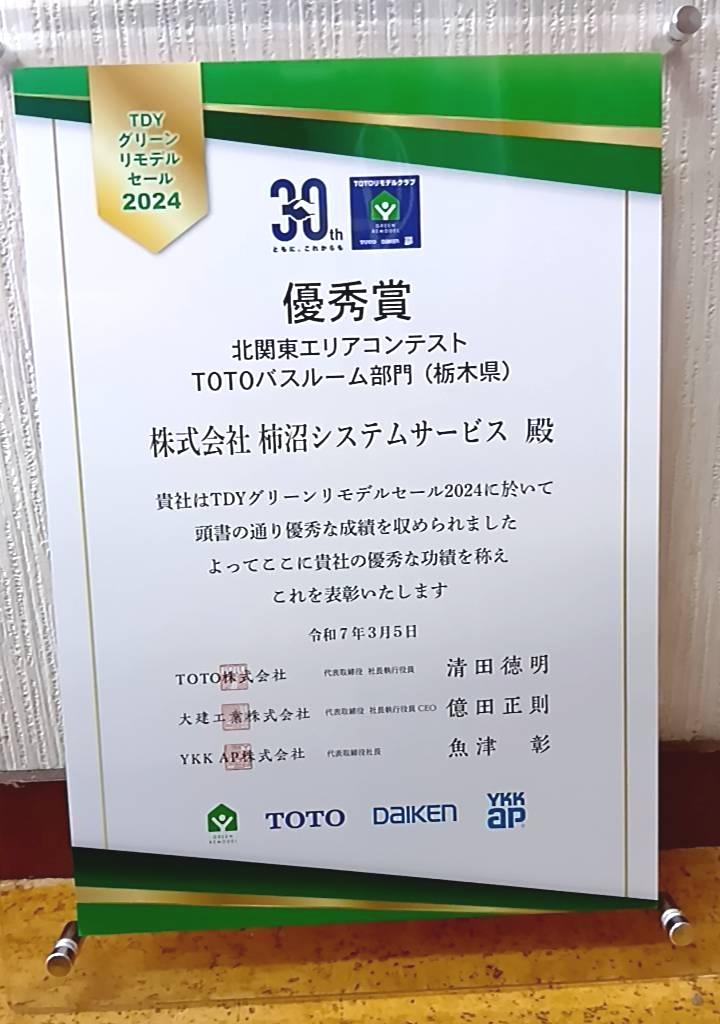 TDY
グリーン
リモデル
セール
2024
30th
ともに、これからも
TOTOリモデルクラブ
GREEN
REMODEL
TOTO DAIKEN
優秀賞
北関東エリアコンテスト
TOTOバスルーム部門（栃木県）
株式会社 柿沼システムサービス 殿
貴社はTDYグリーンリモデルセール2024に於いて
頭書の通り優秀な成績を収められました
よってここに貴社の優秀な功績を称え
これを表彰いたします
令和7年3月5日
TOTO株式会社 代表取締役 社長執行役員 清田徳明
大建工業株式会社 代表取締役 社長執行役員 CEO 億田正則
YKK AP株式会社 代表取締役社長 魚津 彰
GREEN
REMODEL
TOTO DAIKEN YKK ap